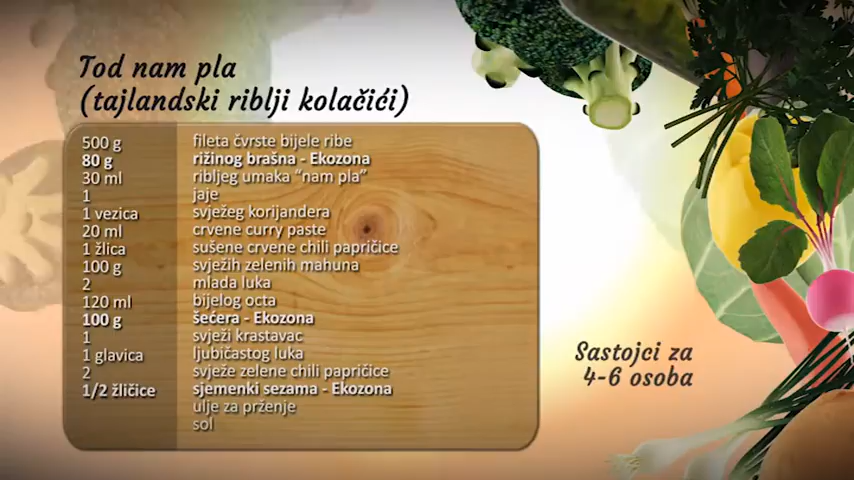 Tod nam pla
(tajlandski riblji kolačići)
500 g fileta čvrste bijele ribe
80 g rižinog brašna - Ekozona
30 ml ribljeg umaka "nam pla"
1 jaje
1 vezica svježeg korijandera
20 ml crvene curry paste
1 žlica sušene crvene chili papričice
100 g svježih zelenih mahuna
2 mlada luka
120 ml bijelog octa
100 g šećera - Ekozona
1 svježi krastavac
1 glavica ljubičastog luka
2 svježe zelene chili papričice
1/2 žličice sjemenki sezama - Ekozona
ulje za prženje
sol
Sastojci za
4-6 osoba